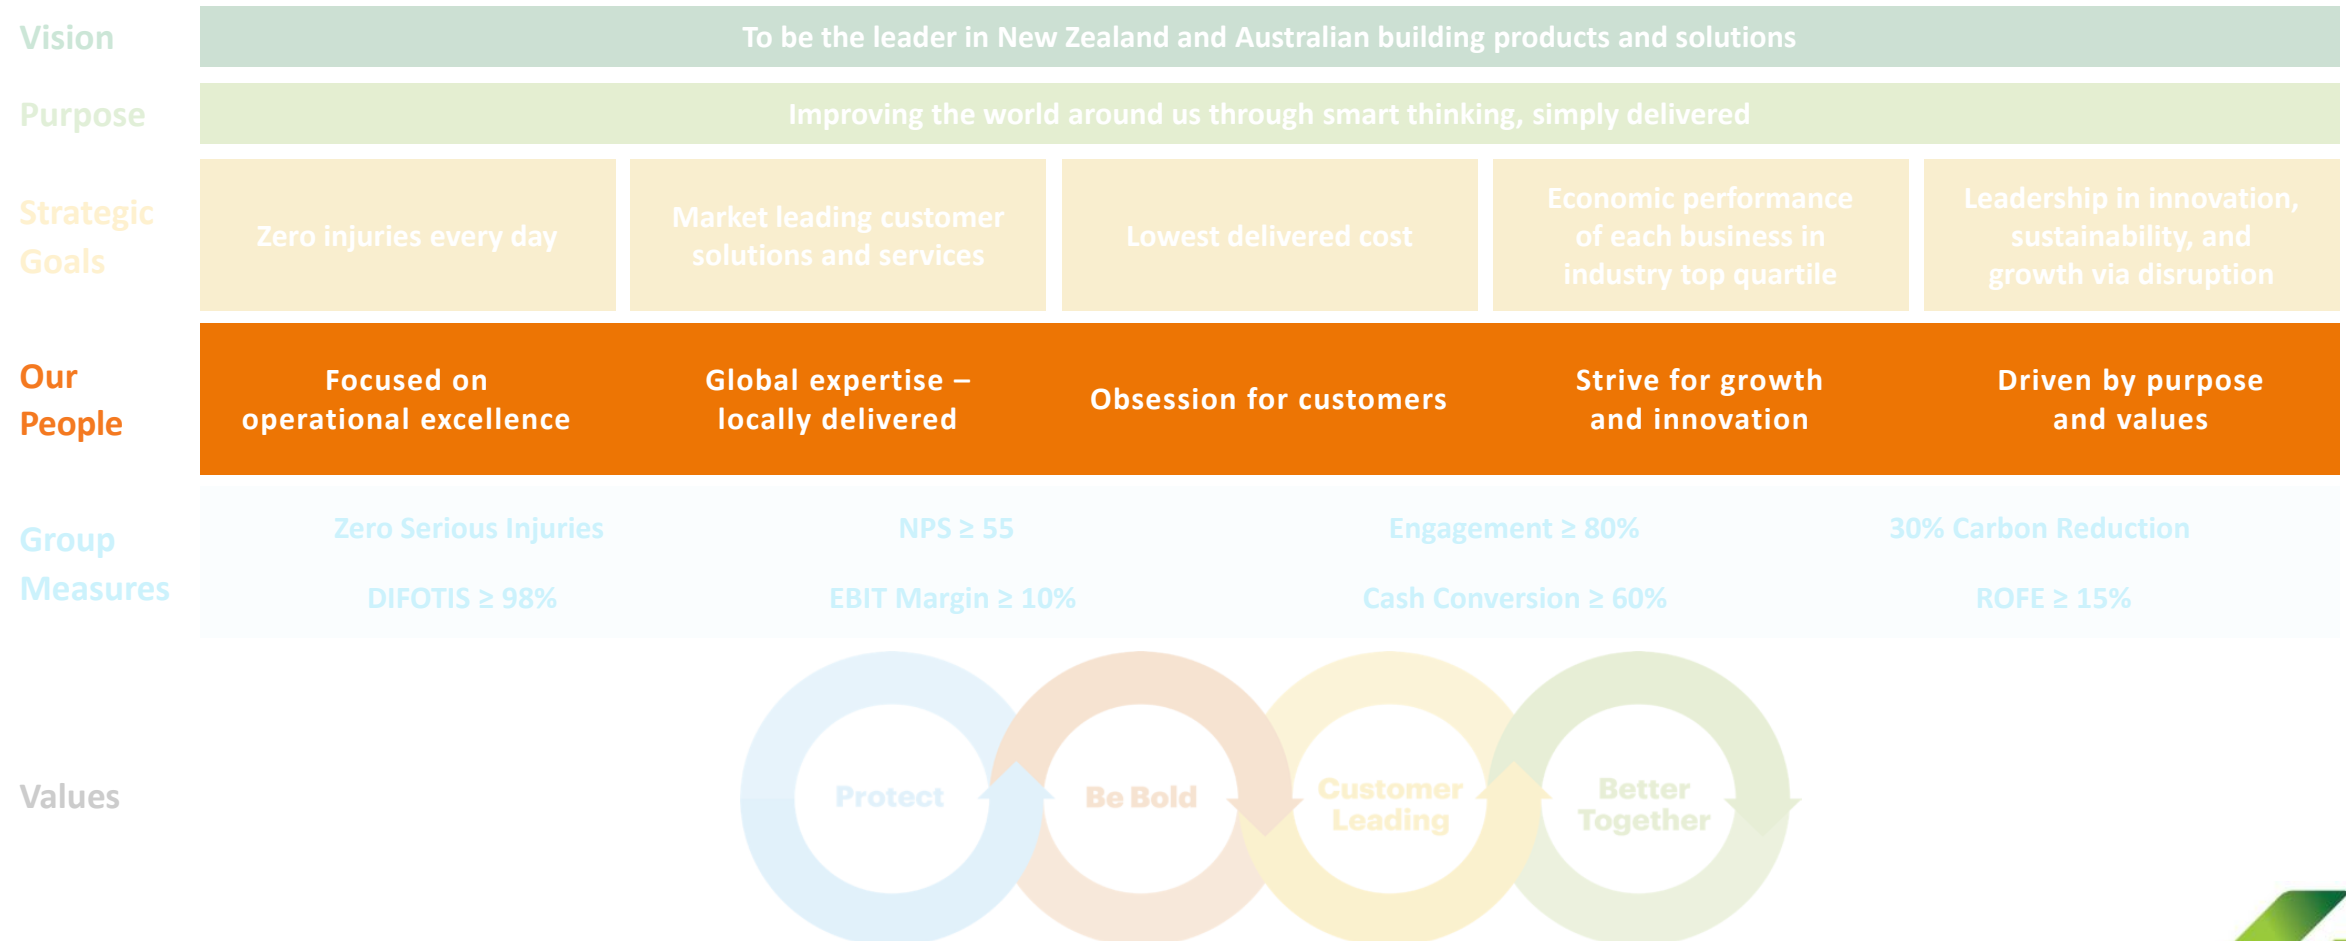 Vision
To be the leader in New Zealand and Australian building products and solutions
Purpose
Improving the world around us through smart thinking, simply delivered
Strategic
Goals
Zero injuries every day
Market leading customer
solutions and services
Lowest delivered cost
Economic performance
of each business in
industry top quartile
Leadership in innovation,
sustainability, and
growth via disruption
Our
People
Focused on
operational excellence
Global expertise –
locally delivered
Obsession for customers
Strive for growth
and innovation
Driven by purpose
and values
Group
Measures
Zero Serious Injuries
NPS ≥ 55
Engagement ≥ 80%
30% Carbon Reduction
DIFOTIS ≥ 98%
EBIT Margin ≥ 10%
Cash Conversion ≥ 60%
ROFE ≥ 15%
Values
Protect
Be Bold
Customer
Leading
Better
Together